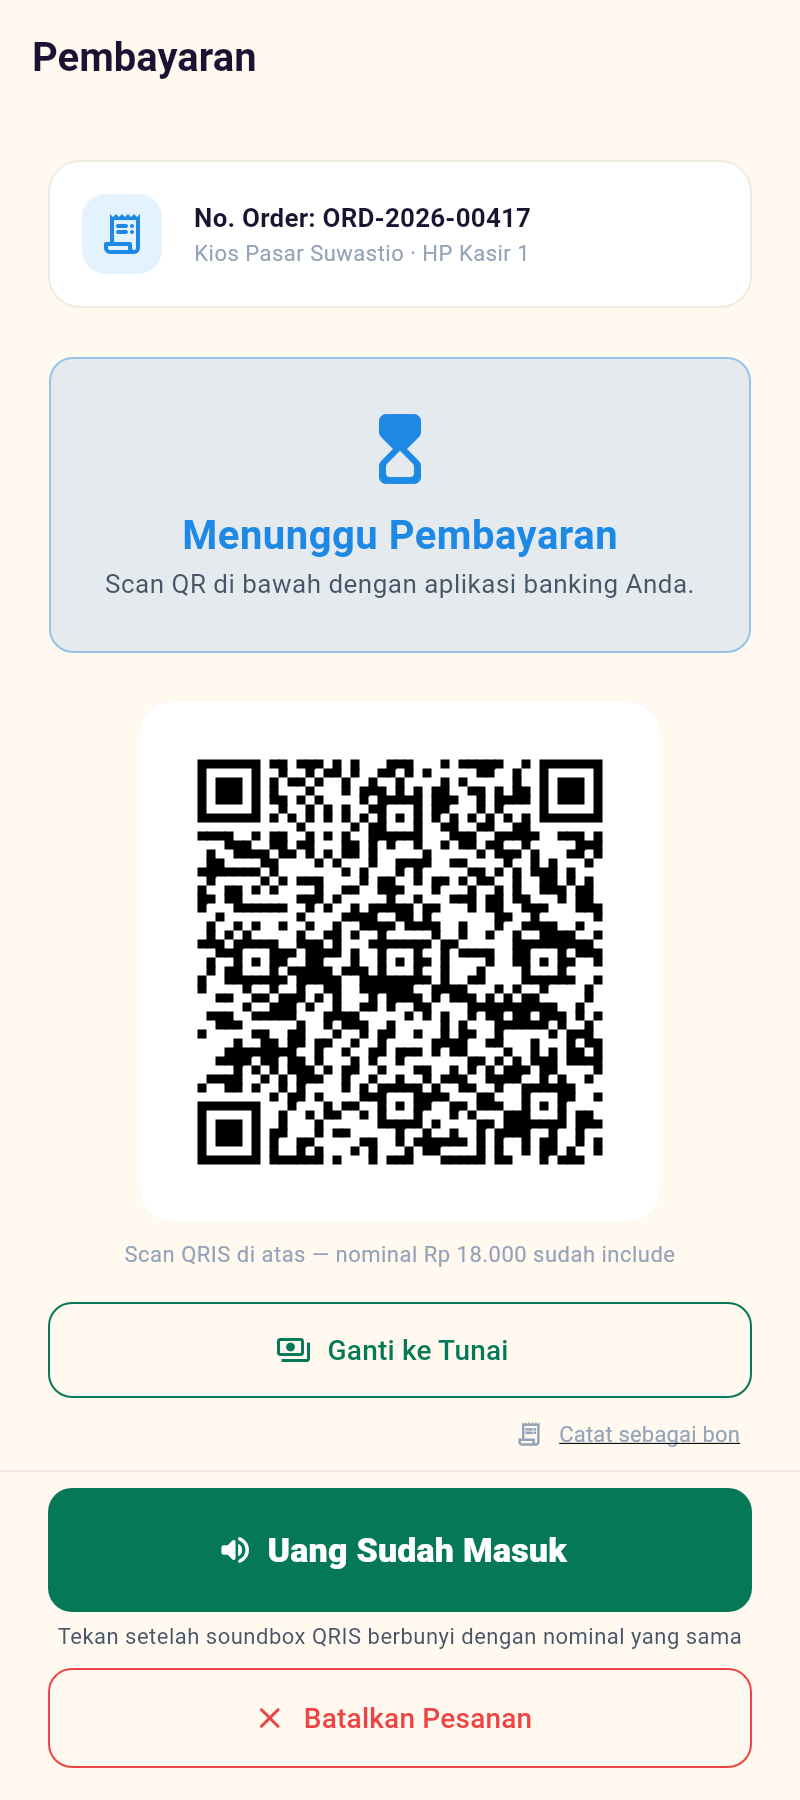 Pembayaran
No. Order: ORD-2026-00417
Kios Pasar Suwastio · HP Kasir 1
Menunggu Pembayaran
Scan QR di bawah dengan aplikasi banking Anda.
Scan QRIS di atas — nominal Rp 18.000 sudah include
Ganti ke Tunai
Catat sebagai bon
Uang Sudah Masuk
Tekan setelah soundbox QRIS berbunyi dengan nominal yang sama
Batalkan Pesanan